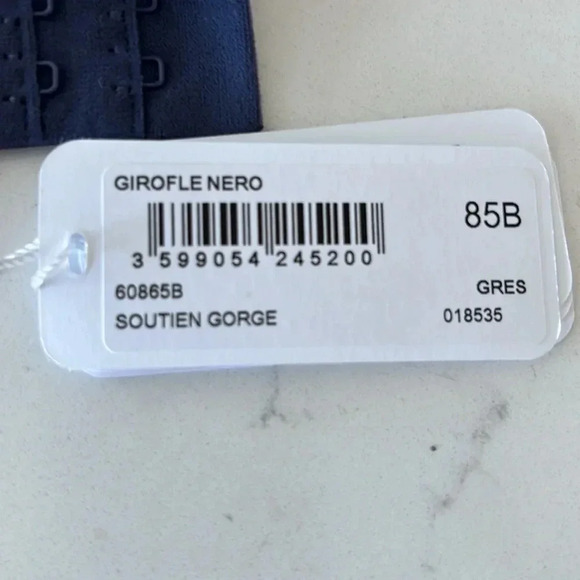 GIROFLE NERO
85B
3 599054 245200
60865B
GRES
SOUTIEN GORGE
018535